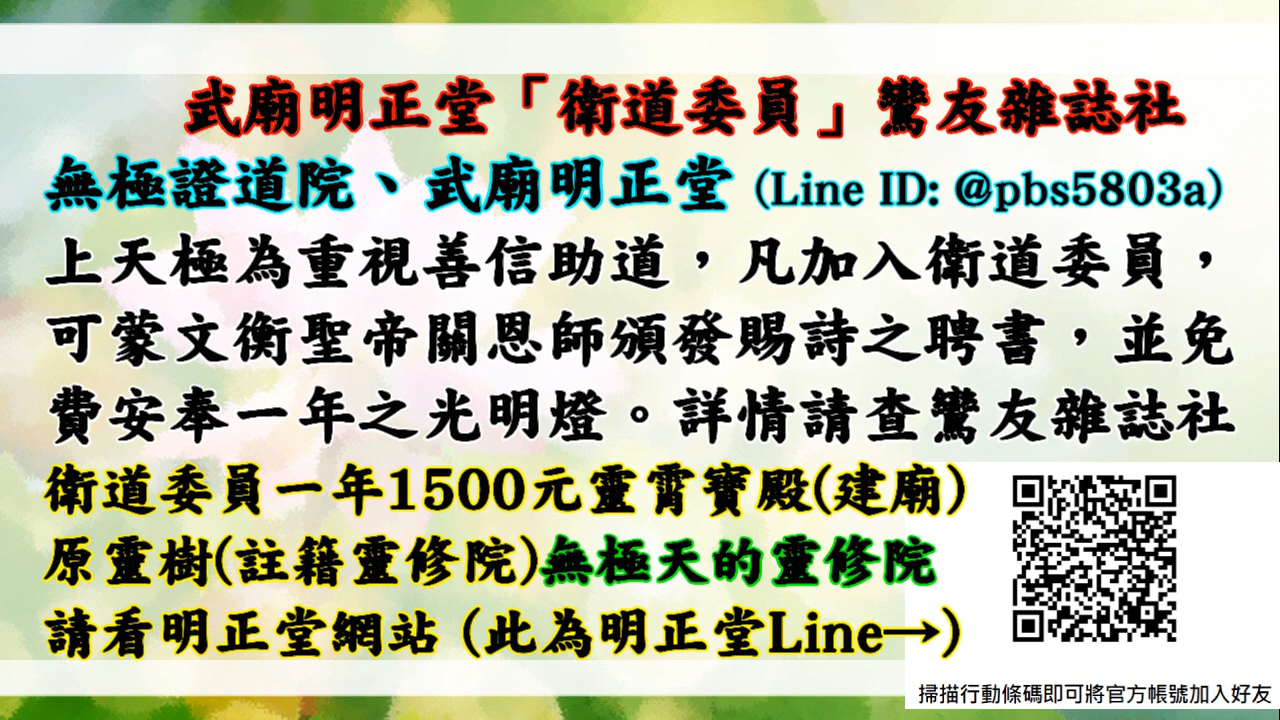 武廟明正堂「衛道委員」鸞友雜誌社
無極證道院、武廟明正堂 (Line ID: @pbs5803a)
上天極為重視善信助道，凡加入衛道委員，
可蒙文衡聖帝關恩師頒發賜詩之聘書，並免
費安奉一年之光明燈。詳情請查鸞友雜誌社
衛道委員一年1500元靈霄寶殿(建廟)
原靈樹(註籍靈修院)無極天的靈修院
請看明正堂網站 (此為明正堂Line→)
掃描行動條碼即可將官方帳號加入好友